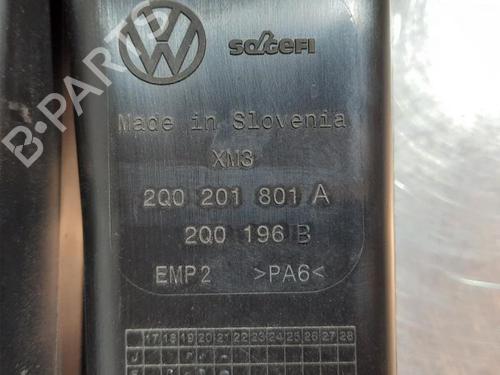 B-PARTS
VW SOGEFI
Made in Slovenia
XM3
2Q0 201 801 A
2Q0 196 B
EMP2 >PA6<
17 18 19 20 21 22 23 24 25 26 27 28
J
F